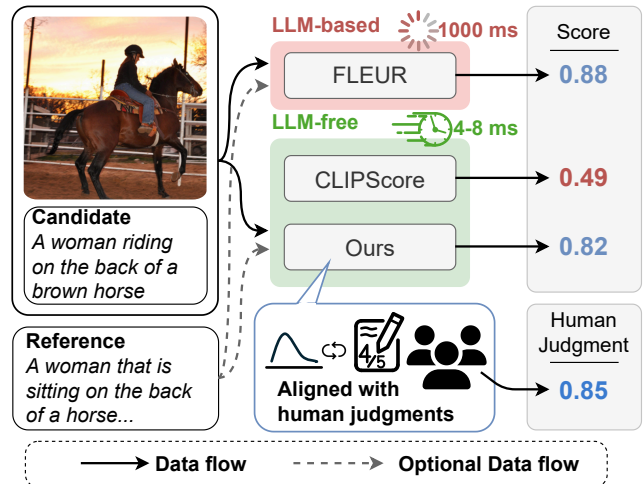 LLM-based
1000 ms
FLEUR
LLM-free
4-8 ms
CLIPScore
Ours
Score
0.88
0.49
0.82
Candidate
A woman riding
on the back of a
brown horse
Reference
A woman that is
sitting on the back
of a horse...
4/5
Aligned with
human judgments
Human
Judgment
0.85
Data flow
Optional Data flow